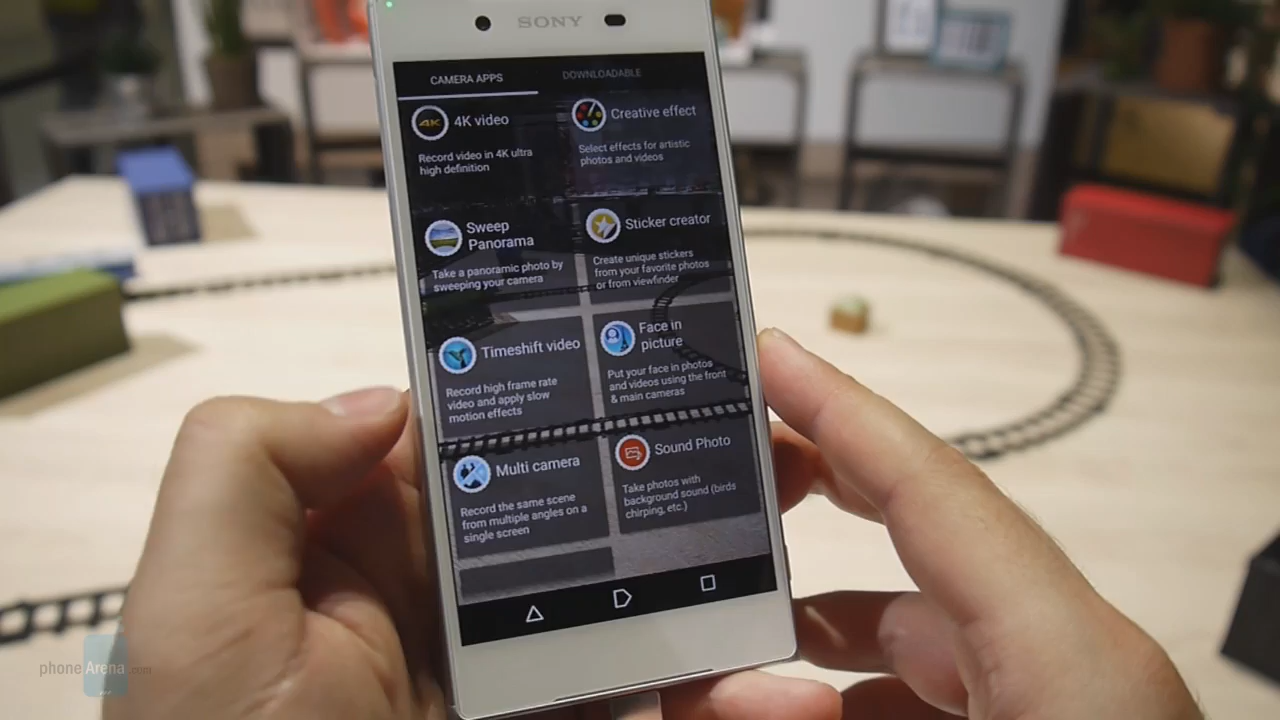 SONY
CAMERA APPS
DOWNLOADABLE
4K
4K video
Record video in 4K ultra
high definition
Creative effect
Select effects for artistic
photos and videos
Sweep
Panorama
Take a panoramic photo by
sweeping your camera
Sticker creator
Create unique stickers
from your favorite photos
or from viewfinder
Timeshift video
Record high frame rate
video and apply slow
motion effects
Face in
picture
Put your face in photos
and videos using the front
& main cameras
Multi camera
Record the same scene
from multiple angles on a
single screen
Sound Photo
Take photos with
background sound (birds
chirping, etc.)
phoneArena.com